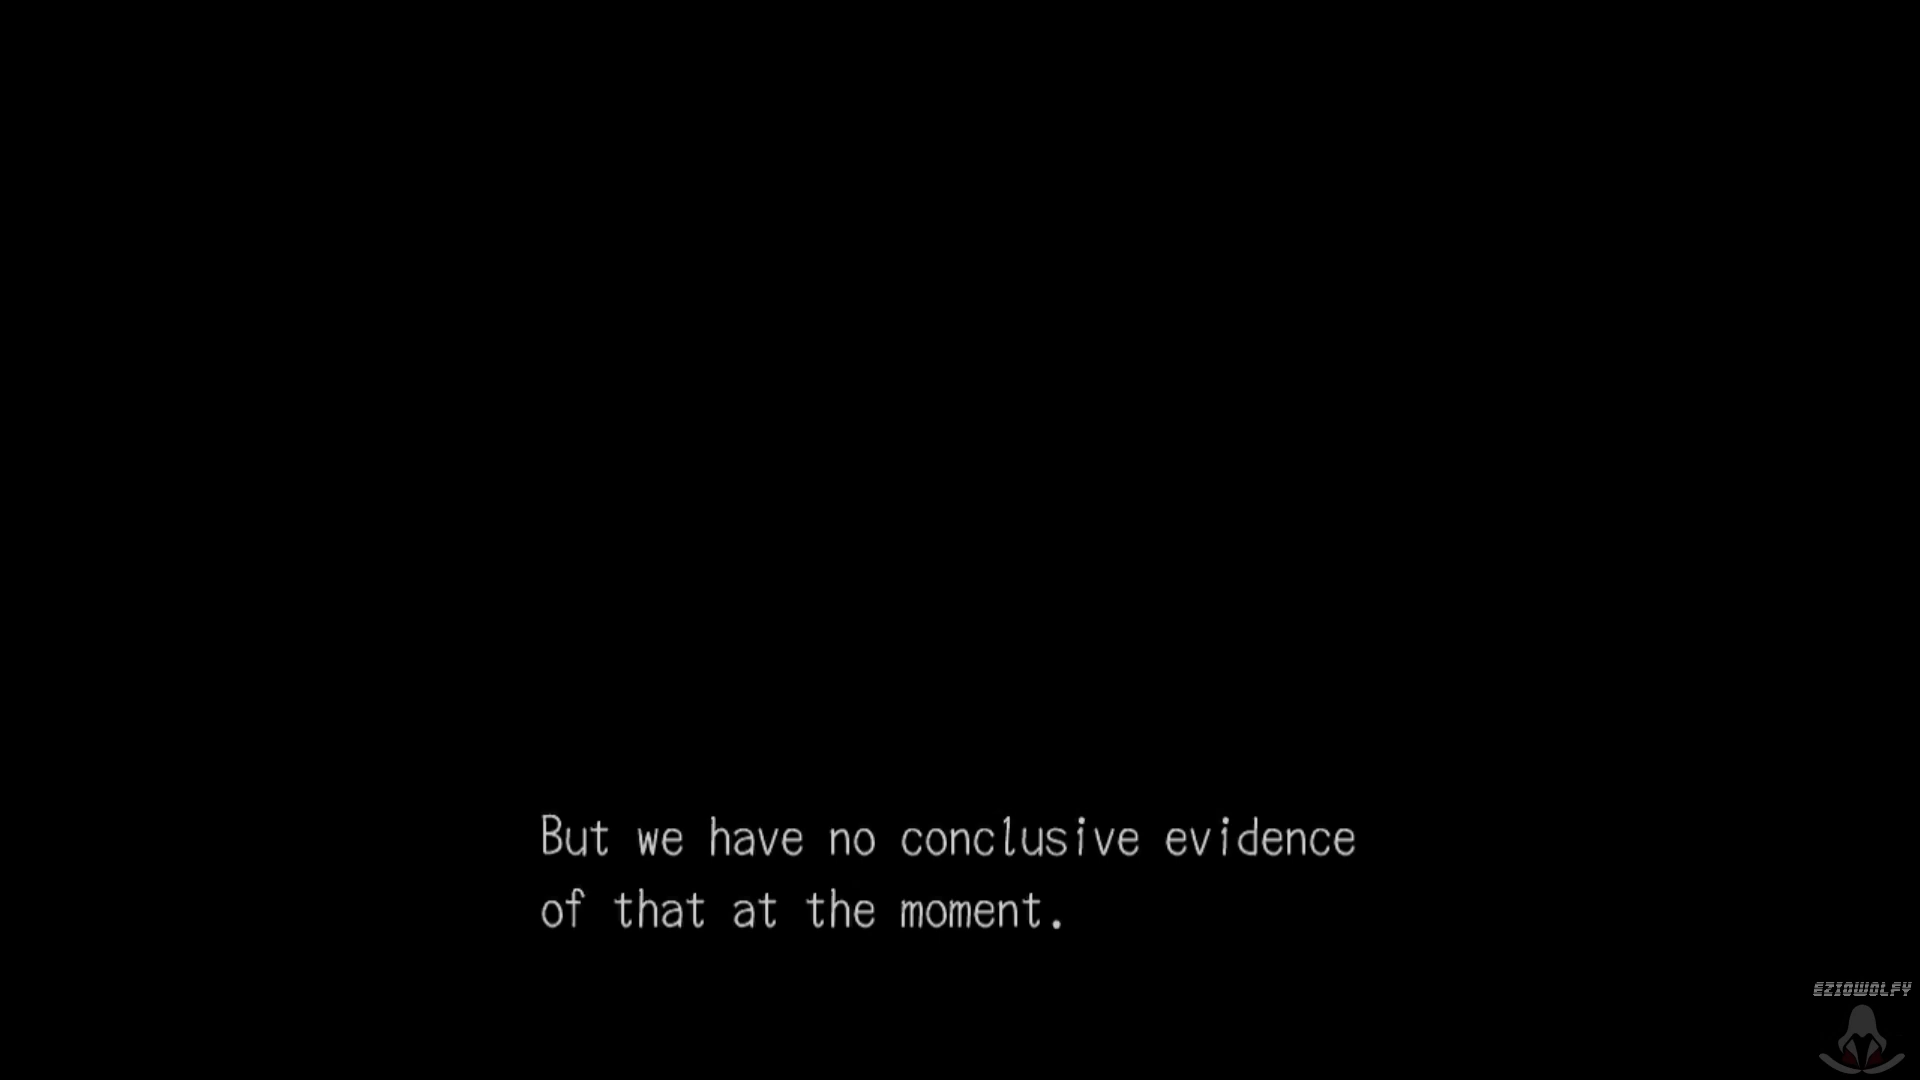 But we have no conclusive evidence
of that at the moment.
EZIOWOLFY